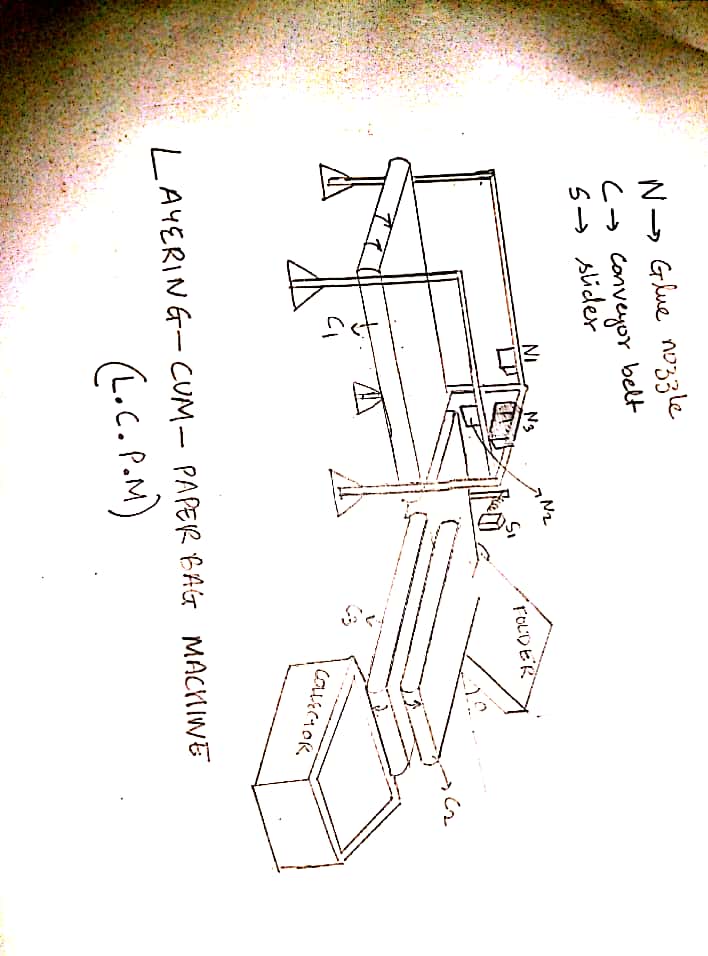 N → Glue nozzle
C → conveyor belt
S → slider
N1
N3
N2
S1
FOLDER
C2
C1
C3
COLLECTOR
LAYERING-CUM-PAPER BAG MACHINE
(L.C.P.M)